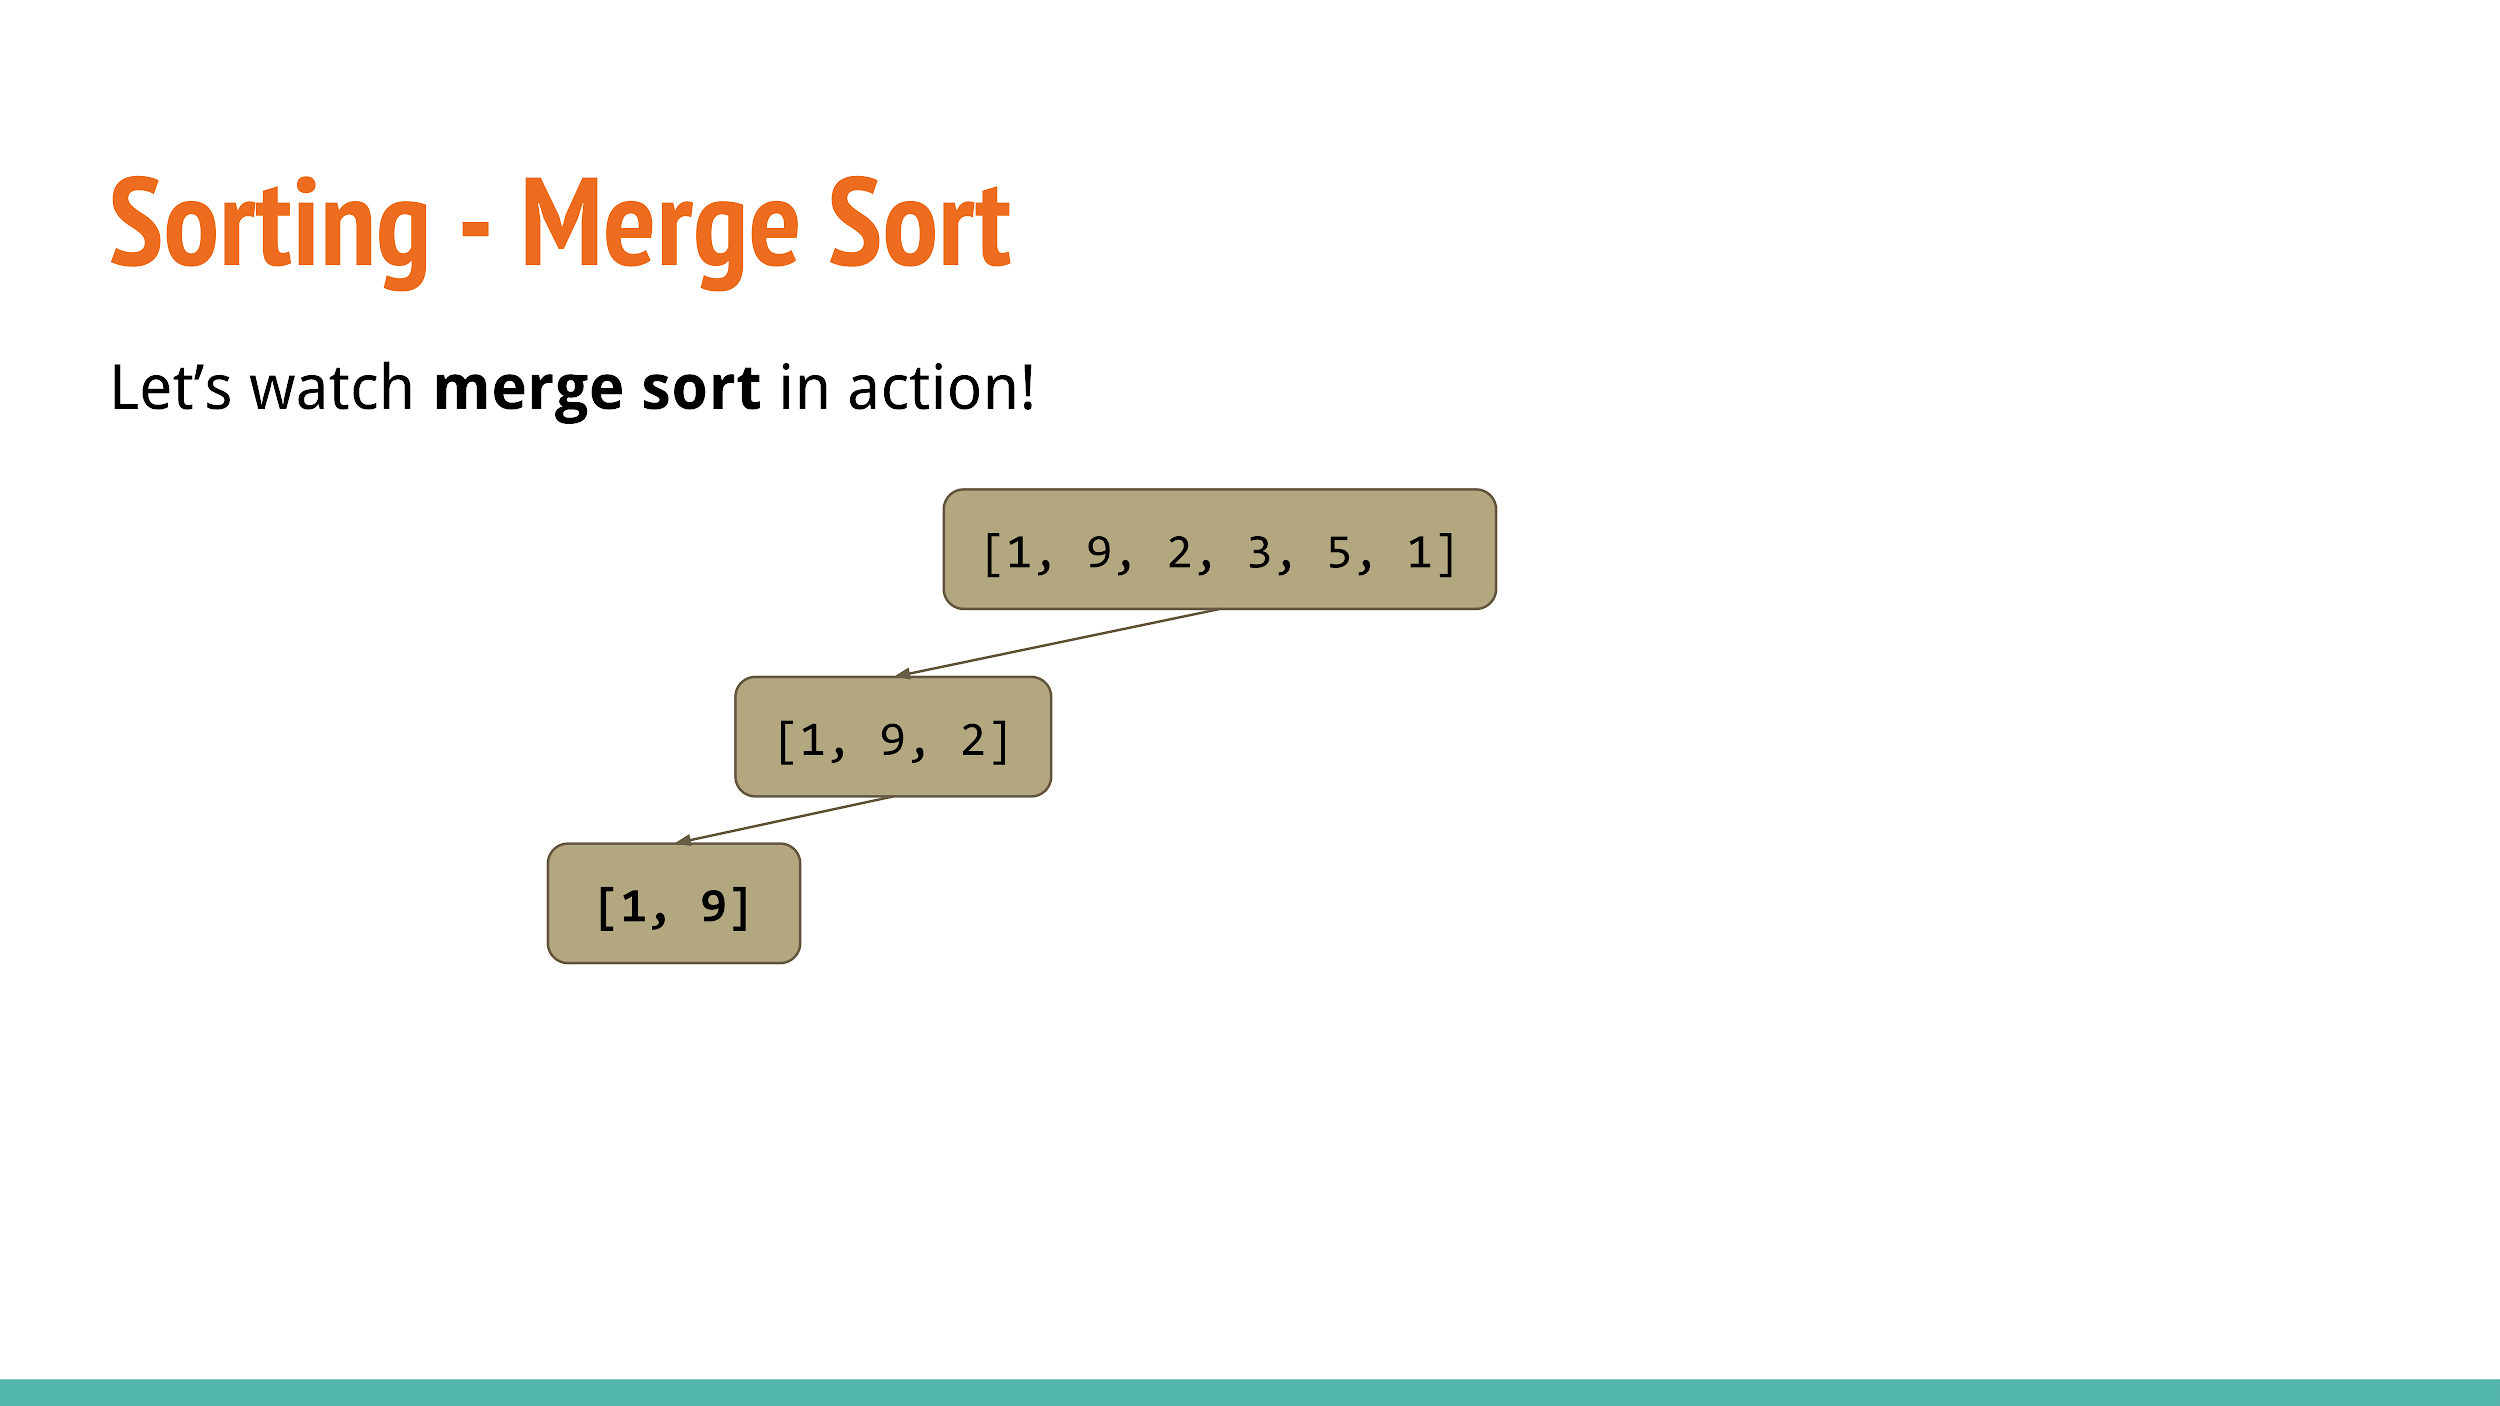 Sorting - Merge Sort
Let’s watch merge sort in action!
[1, 9, 2, 3, 5, 1]
[1, 9, 2]
[1, 9]